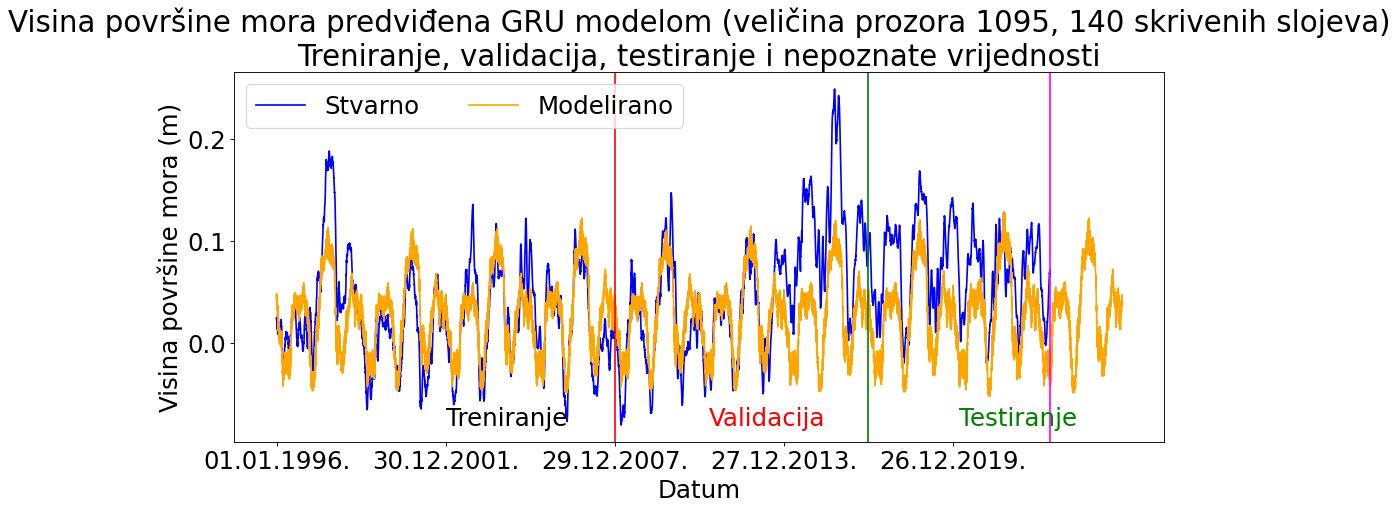 Visina površine mora predviđena GRU modelom (veličina prozora 1095, 140 skrivenih slojeva)
Treniranje, validacija, testiranje i nepoznate vrijednosti
Stvarno
Modelirano
Visina površine mora (m)
0.2
0.1
0.0
Treniranje
Validacija
Testiranje
01.01.1996.
30.12.2001.
29.12.2007.
27.12.2013.
26.12.2019.
Datum